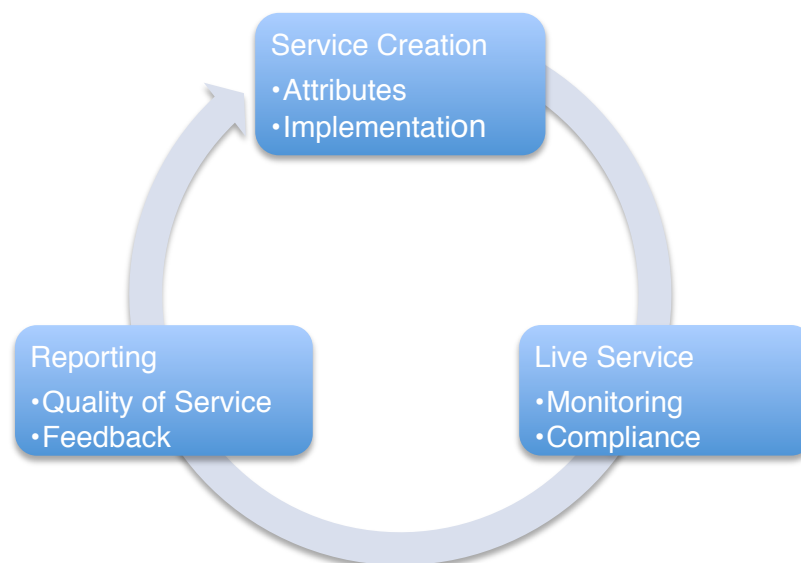 Service Creation
•Attributes
•Implementation
Reporting
•Quality of Service
•Feedback
Live Service
•Monitoring
•Compliance